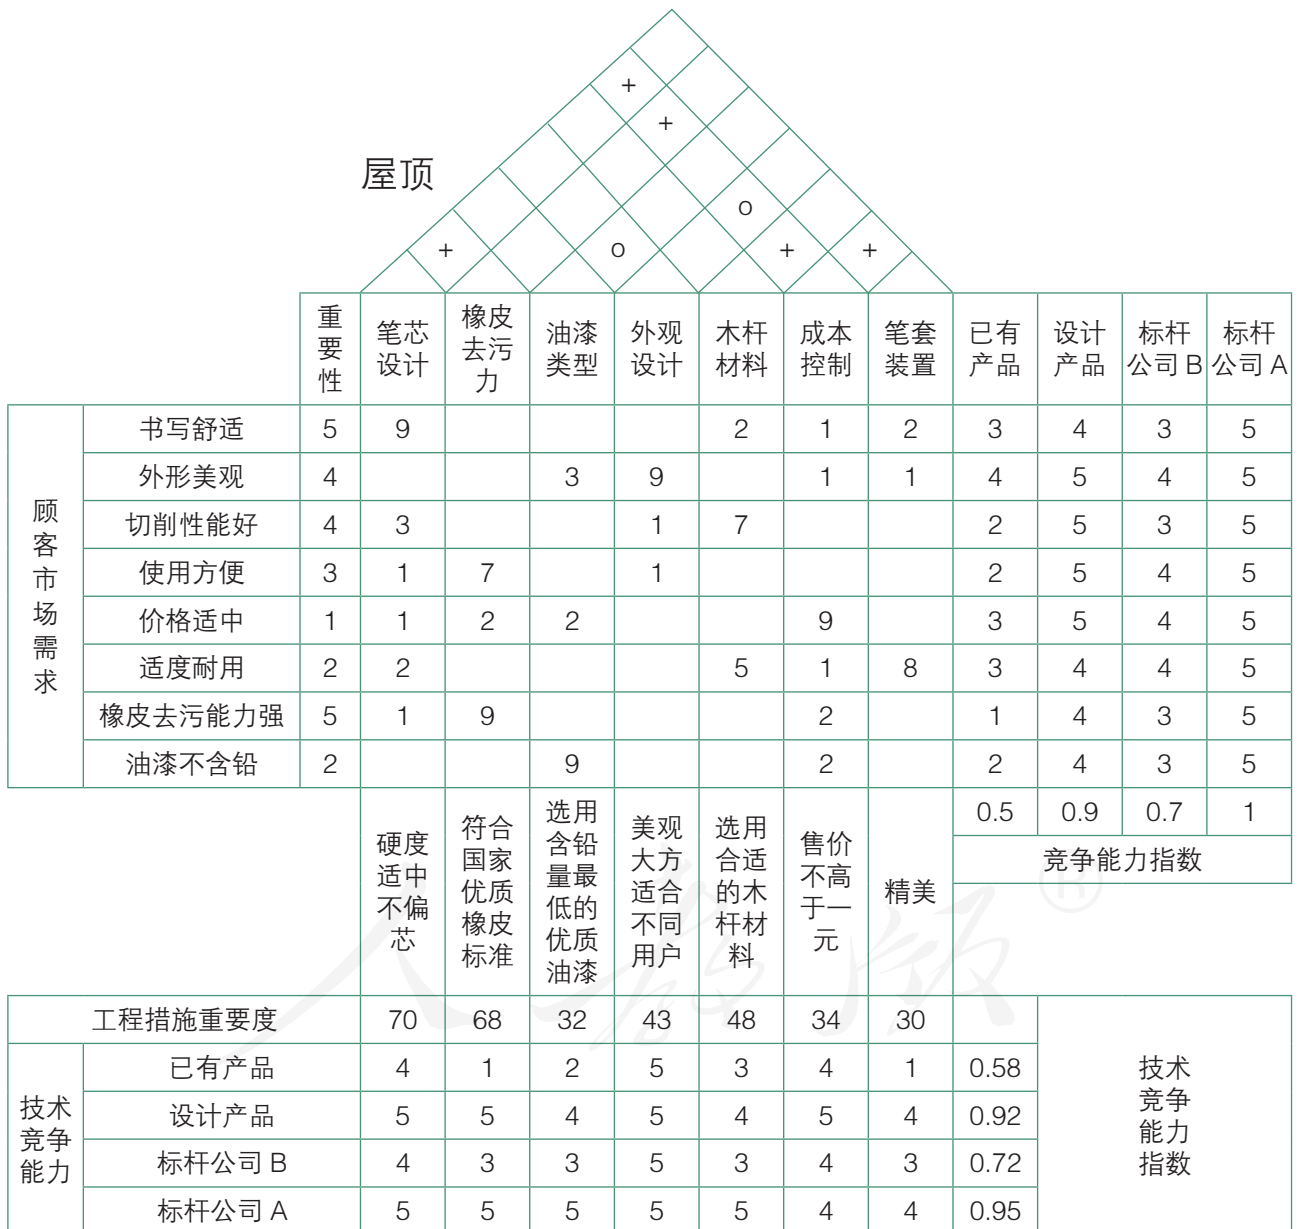 +
+
屋顶
o
+ o + +
重要性 笔芯设计 橡皮去污力 油漆类型 外观设计 木杆材料 成本控制 笔套装置 已有产品 设计产品 标杆公司 B 标杆公司 A
顾客市场需求
书写舒适 5 9 2 1 2 3 4 3 5
外形美观 4 3 9 1 1 4 5 4 5
切削性能好 4 3 1 7 2 5 3 5
使用方便 3 1 7 1 2 5 4 5
价格适中 1 1 2 2 9 3 5 4 5
适度耐用 2 2 5 1 8 3 4 4 5
橡皮去污能力强 5 1 9 2 1 4 3 5
油漆不含铅 2 9 2 2 4 3 5
硬度适中不偏芯 符合国家优质橡皮标准 选用含铅量最低的优质油漆 美观大方适合不同用户 选用合适的木杆材料 售价不高于一元 精美
0.5 0.9 0.7 1
竞争能力指数
人教版®
工程措施重要度 70 68 32 43 48 34 30
技术竞争能力
已有产品 4 1 2 5 3 4 1 0.58
设计产品 5 5 4 5 4 5 4 0.92
标杆公司 B 4 3 3 5 3 4 3 0.72
标杆公司 A 5 5 5 5 5 4 4 0.95
技术竞争能力指数